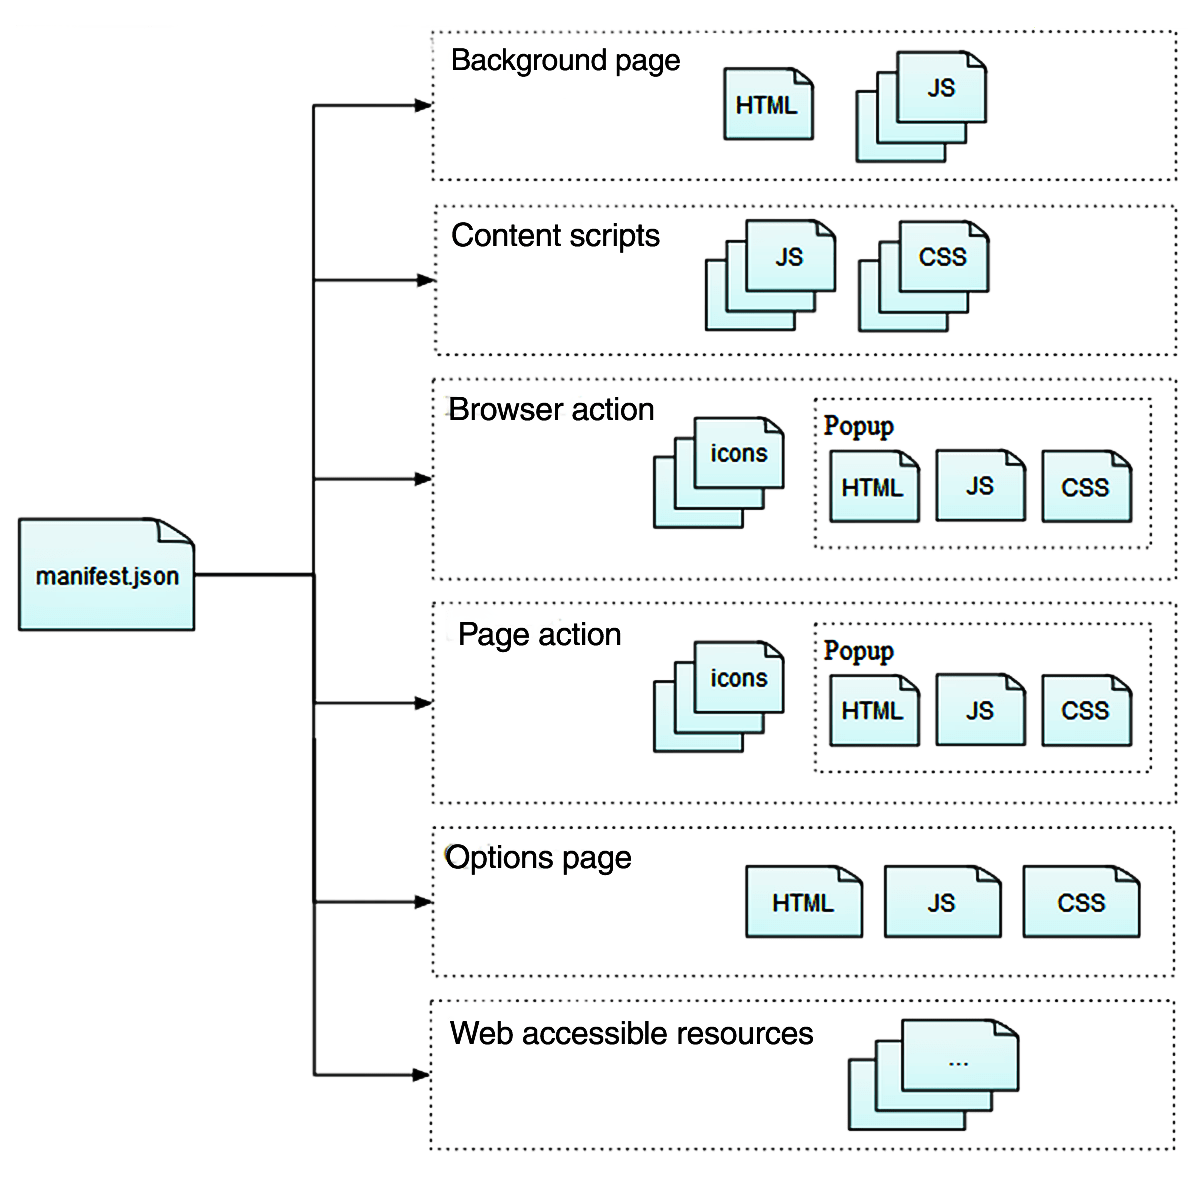 Background page
HTML
JS
Content scripts
JS
CSS
Browser action
icons
Popup
HTML
JS
CSS
manifest.json
Page action
icons
Popup
HTML
JS
CSS
Options page
HTML
JS
CSS
Web accessible resources
...